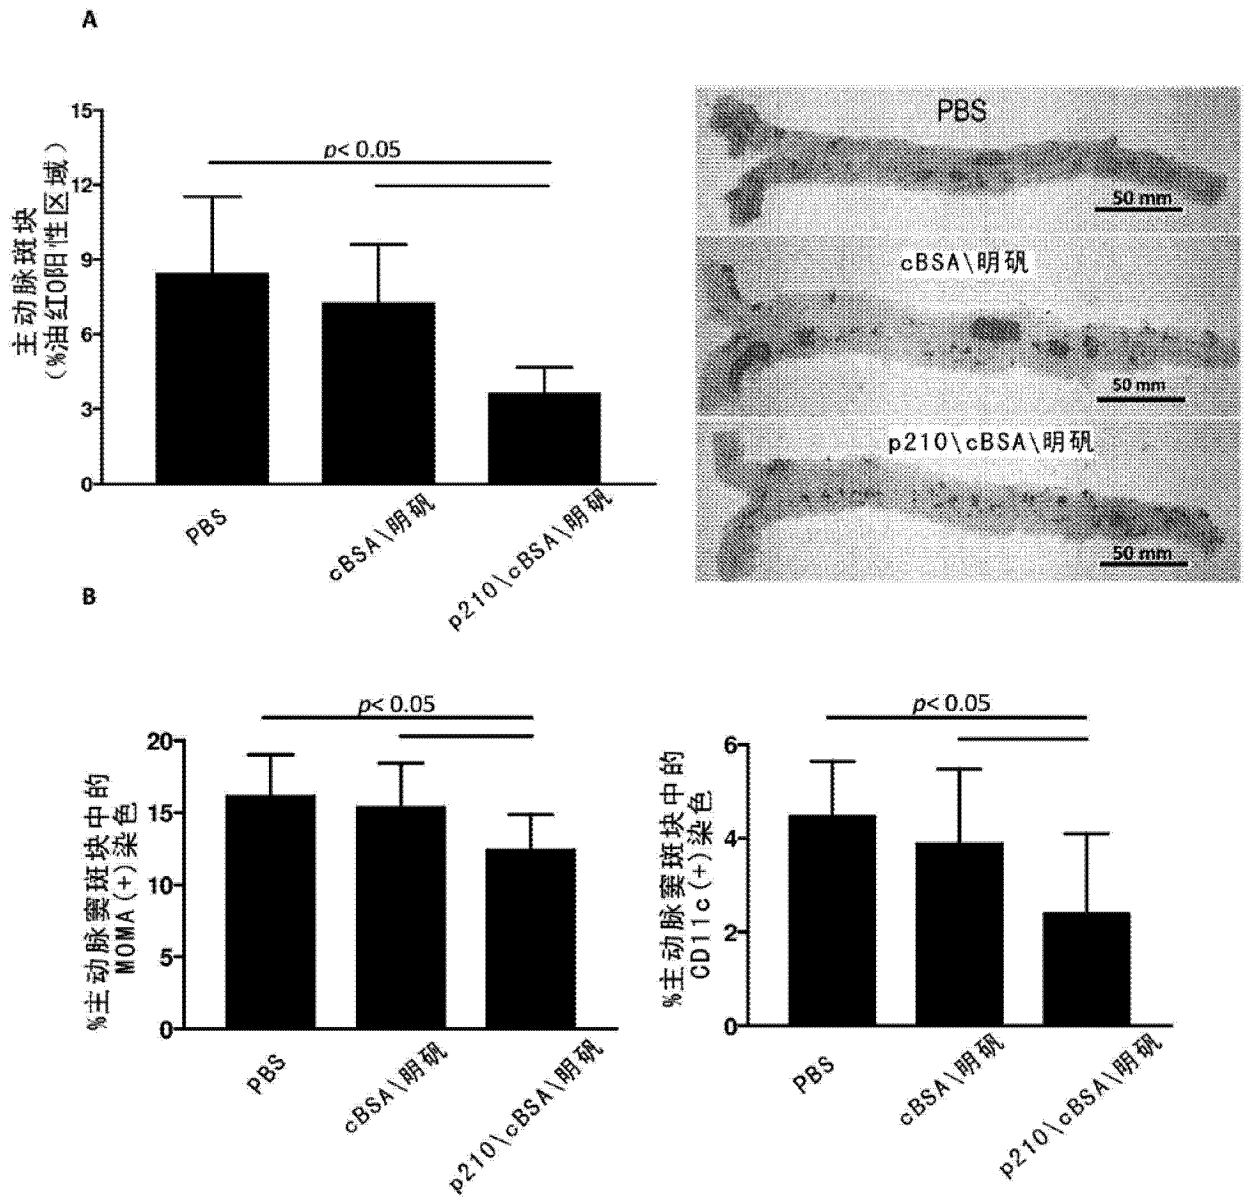 A
15
12
9
6
3
0
主动脉斑块
(%油红0阳性区域)
p< 0.05
PBS
cBSA\明矾
p210\cBSA\明矾
PBS
50 mm
cBSA\明矾
50 mm
p210\cBSA\明矾
50 mm
B
20
15
10
5
0
%主动脉窦斑块中的
MOMA(+)染色
p< 0.05
PBS
cBSA\明矾
p210\cBSA\明矾
6
4
2
0
%主动脉窦斑块中的
CD11c(+)染色
p< 0.05
PBS
cBSA\明矾
p210\cBSA\明矾